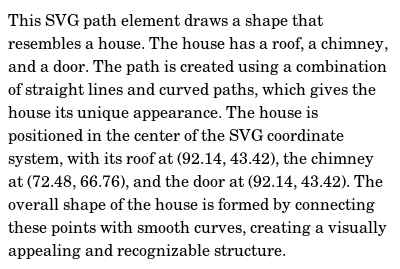 This SVG path element draws a shape that
resembles a house. The house has a roof, a chimney,
and a door. The path is created using a combination
of straight lines and curved paths, which gives the
house its unique appearance. The house is
positioned in the center of the SVG coordinate
system, with its roof at (92.14, 43.42), the chimney
at (72.48, 66.76), and the door at (92.14, 43.42). The
overall shape of the house is formed by connecting
these points with smooth curves, creating a visually
appealing and recognizable structure.